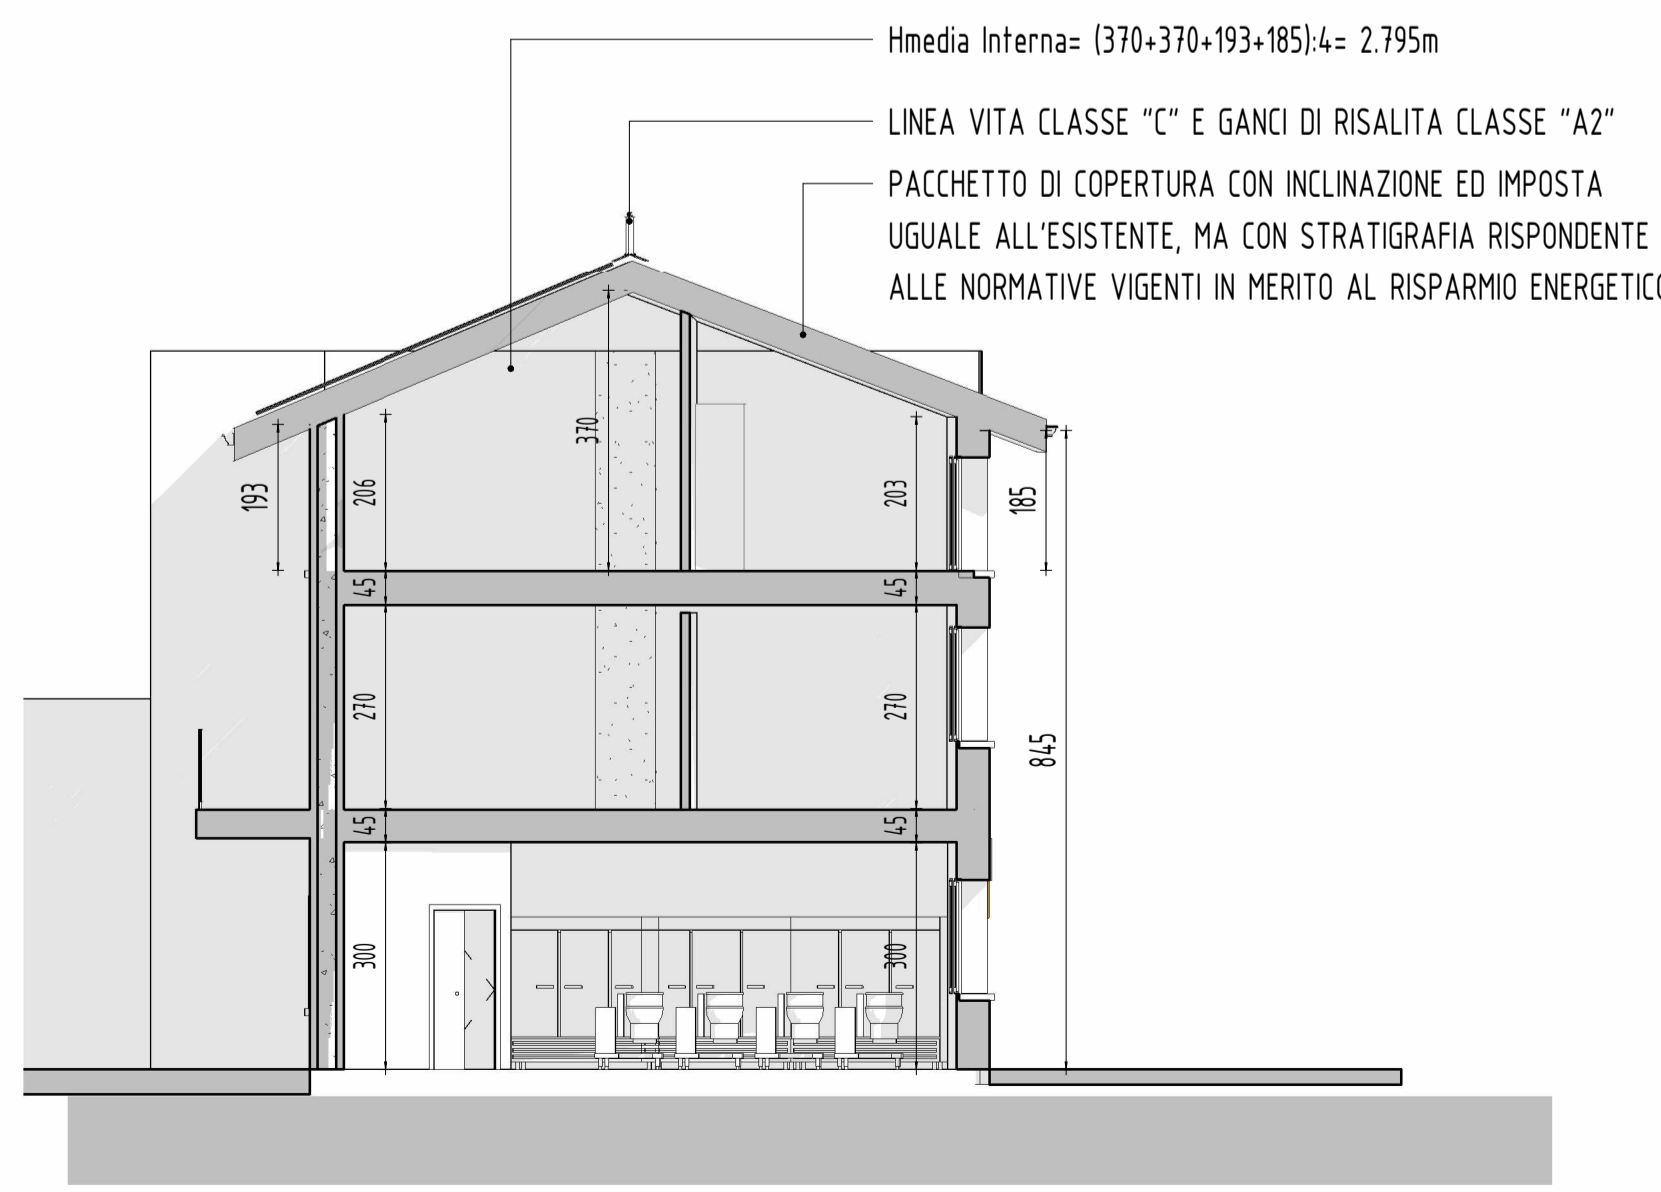 Hmedia Interna= (370+370+193+185):4= 2.795m
LINEA VITA CLASSE "C" E GANCI DI RISALITA CLASSE "A2"
PACCHETTO DI COPERTURA CON INCLINAZIONE ED IMPOSTA
UGUALE ALL'ESISTENTE, MA CON STRATIGRAFIA RISPONDENTE
ALLE NORMATIVE VIGENTI IN MERITO AL RISPARMIO ENERGETICO
370
193
206
203
185
45
45
270
270
845
45
45
300
300